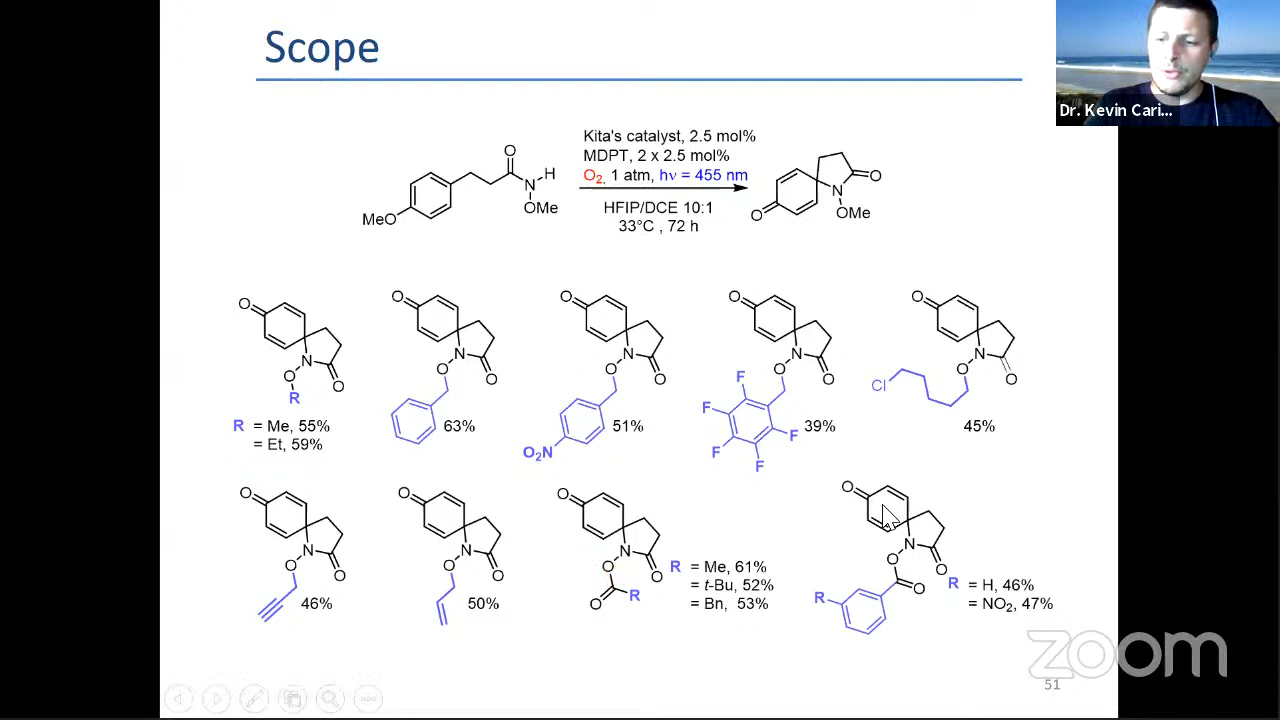 Scope
Dr. Kevin Cari...
Kita's catalyst, 2.5 mol%
MDPT, 2 x 2.5 mol%
O2, 1 atm, hν = 455 nm
HFIP/DCE 10:1
33°C , 72 h
MeO
O
N
H
OMe
O
O
N
OMe
O
N
O
O
R
R = Me, 55%
= Et, 59%
O
N
O
O
63%
O
N
O
O
O2N
51%
O
N
O
O
F
F
F
F
F
39%
O
N
O
O
Cl
45%
O
N
O
O
46%
O
N
O
O
50%
O
N
O
O
O
R
R = Me, 61%
= t-Bu, 52%
= Bn, 53%
O
N
O
O
O
R
R = H, 46%
= NO2, 47%
zoom
51